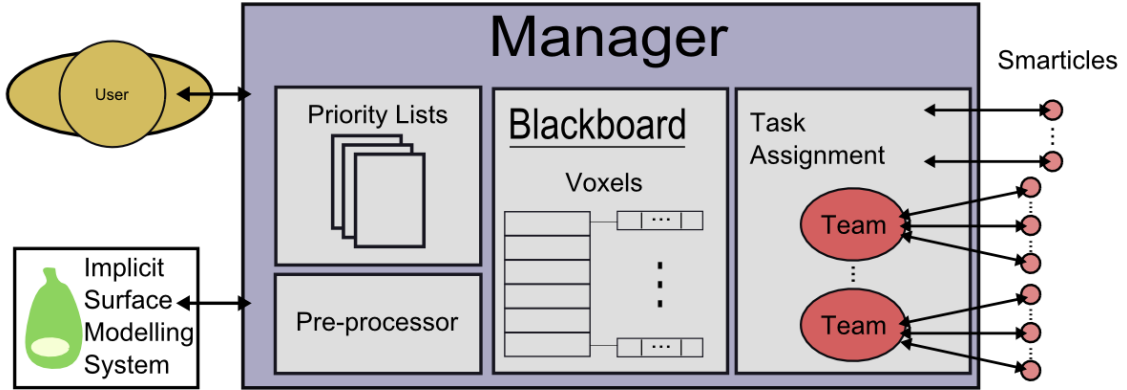 Manager
Smarticles
User
Priority Lists
Blackboard
Voxels
Task
Assignment
Team
Team
Implicit
Surface
Modelling
System
Pre-processor